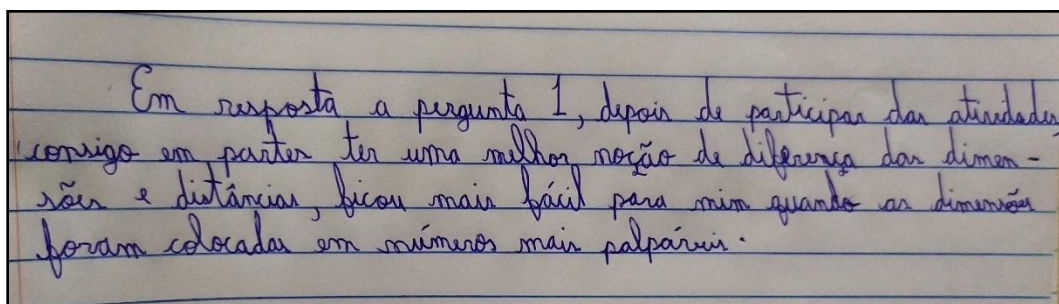 Em resposta a pergunta 1, depois de participar das atividades
consigo em partes ter uma melhor noção de diferença das dimen-
sões e distâncias, ficou mais fácil para mim quando as dimensões
foram colocadas em números mais palpáveis.